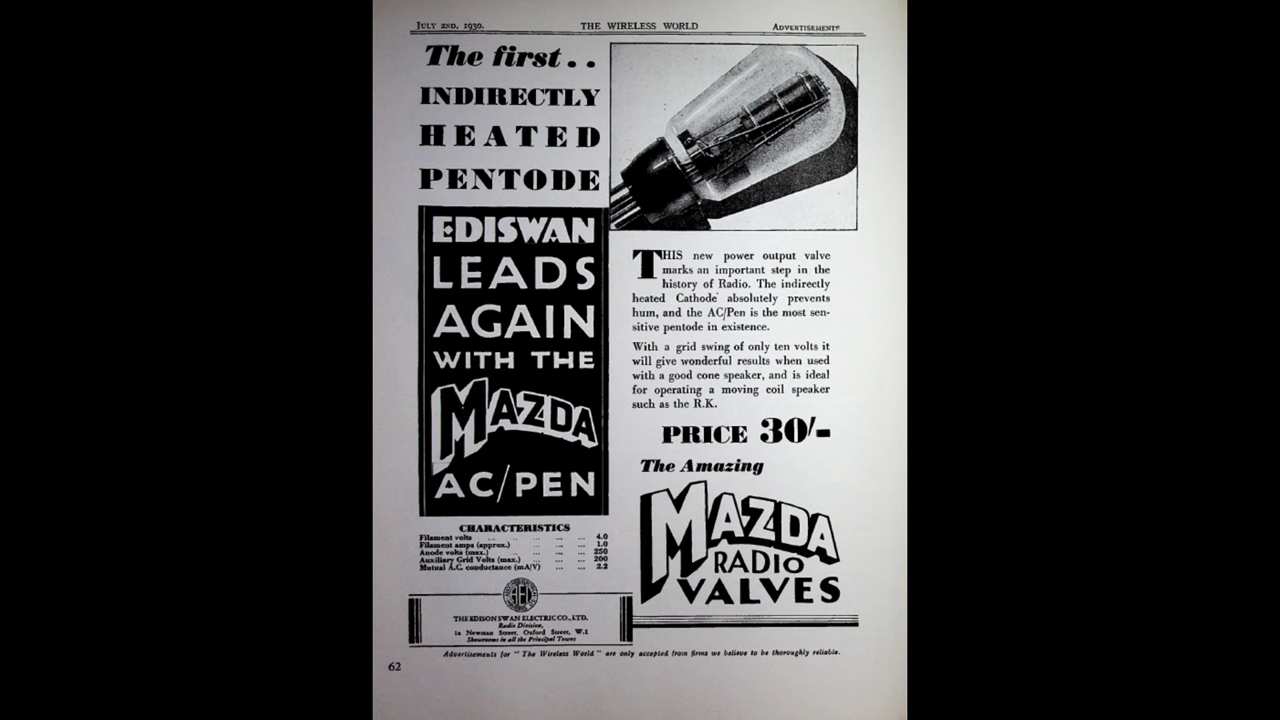 JULY 2ND, 1930. THE WIRELESS WORLD ADVERTISEMENTS
The first..
INDIRECTLY
HEATED
PENTODE
EDISWAN
LEADS
AGAIN
WITH THE
MAZDA
AC/PEN
CHARACTERISTICS
Filament volts ... ... ... ... 4.0
Filament amps (approx.) ... ... ... 1.0
Anode volts (max.) ... ... ... 250
Auxiliary Grid Volts (max.) ... ... 200
Mutual A.C. conductance (mA/V) ... ... 2.2
THE EDISON SWAN ELECTRIC CO., LTD.
Radio Division,
1a Newman Street, Oxford Street, W.1
Showrooms in all the Principal Towns
THIS new power output valve
marks an important step in the
history of Radio. The indirectly
heated Cathode absolutely prevents
hum, and the AC/Pen is the most sen-
sitive pentode in existence.
With a grid swing of only ten volts it
will give wonderful results when used
with a good cone speaker, and is ideal
for operating a moving coil speaker
such as the R.K.
PRICE 30/-
The Amazing
MAZDA
RADIO
VALVES
Advertisements for "The Wireless World" are only accepted from firms we believe to be thoroughly reliable.
62